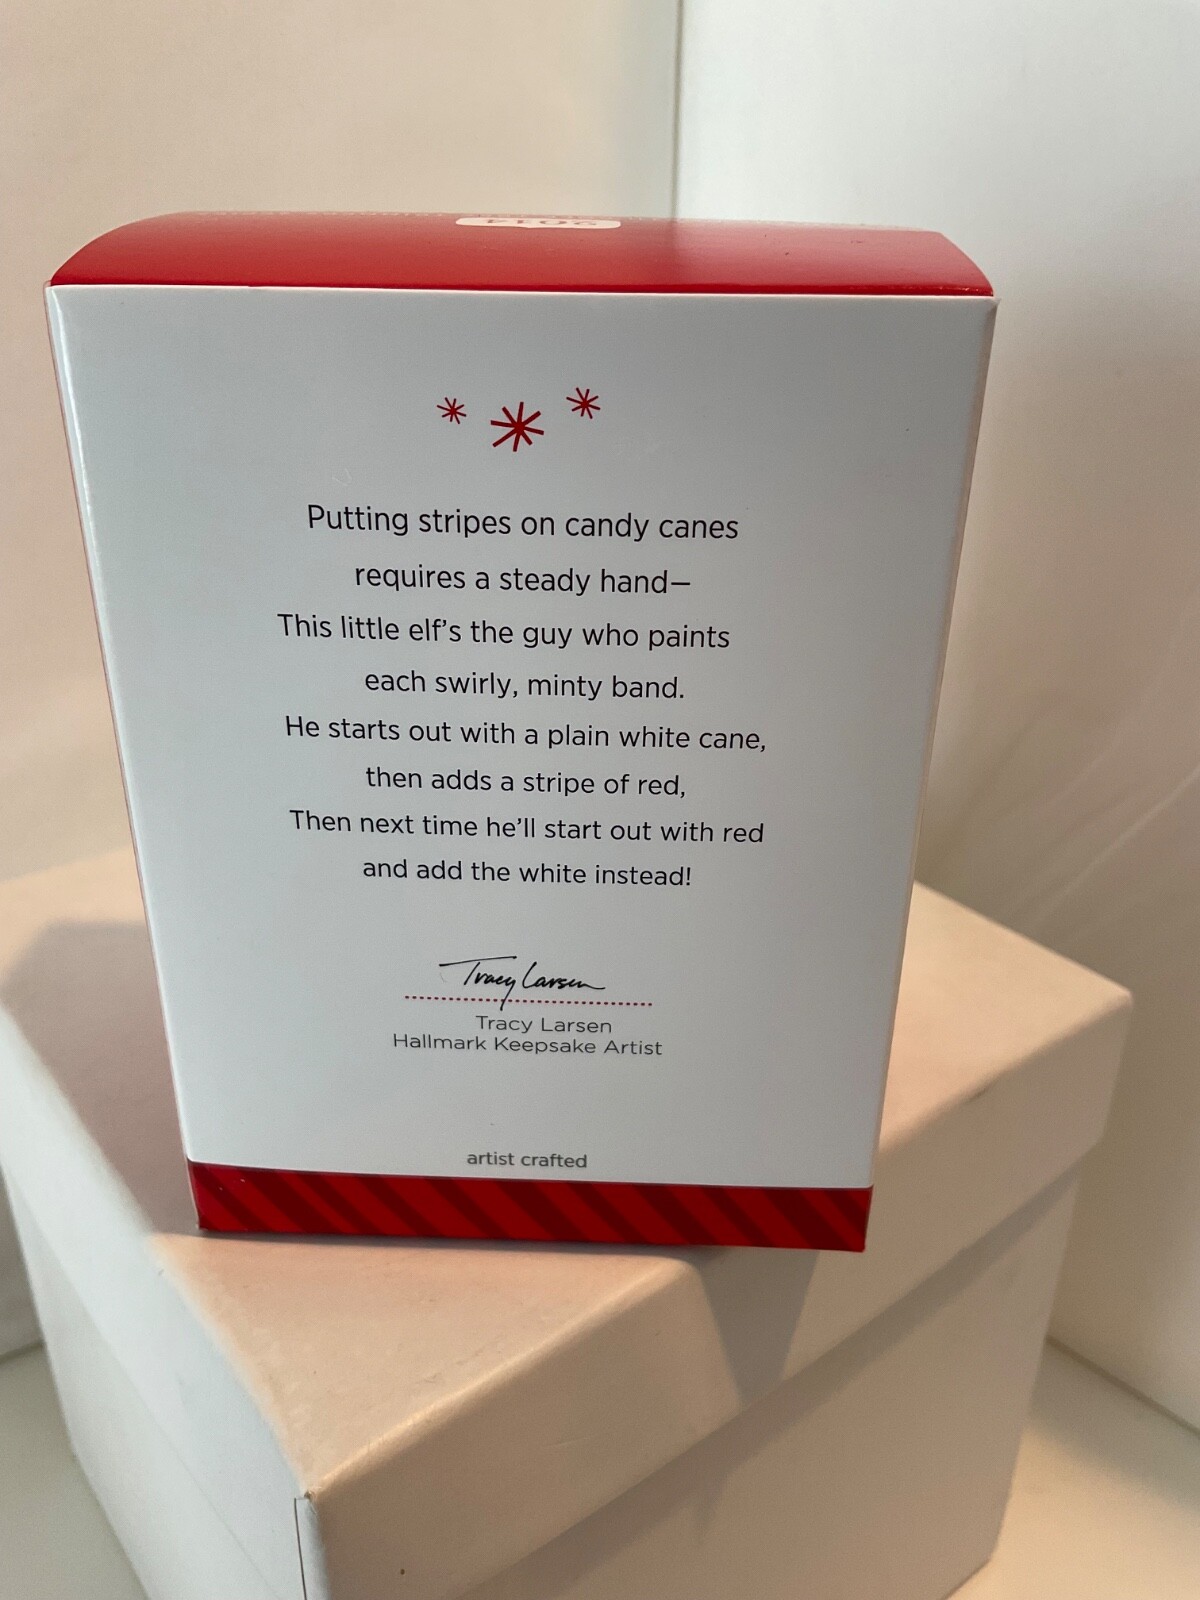 2014
Putting stripes on candy canes
requires a steady hand—
This little elf's the guy who paints
each swirly, minty band.
He starts out with a plain white cane,
then adds a stripe of red,
Then next time he'll start out with red
and add the white instead!
Tracy Larsen
Tracy Larsen
Hallmark Keepsake Artist
artist crafted